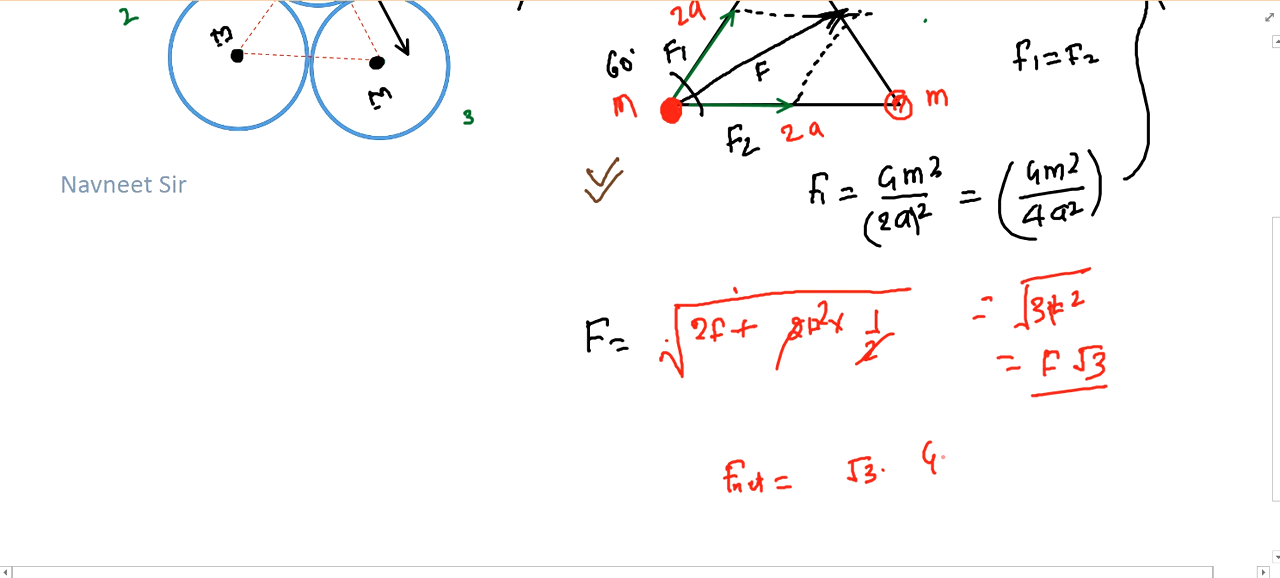 2
m
m
3
Navneet Sir
2a
60° F₁
F
m
m
F₂ 2a
F₁ = F₂
F₁ = Gm²/(2a)² = (Gm²/4a²)
F = √(2F + 2F² × 1/2) = √3F²
= F √3
Fnet = √3. G